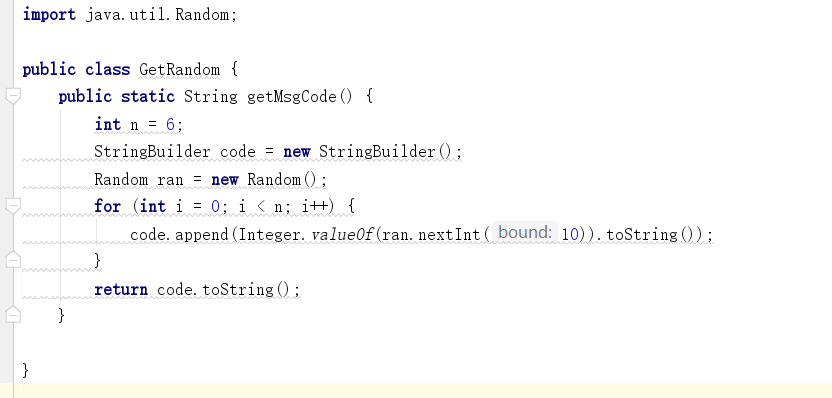 import java.util.Random;
public class GetRandom {
public static String getMsgCode() {
int n = 6;
StringBuilder code = new StringBuilder();
Random ran = new Random();
for (int i = 0; i < n; i++) {
code.append(Integer.valueOf(ran.nextInt( bound: 10)).toString());
}
return code.toString();
}
}